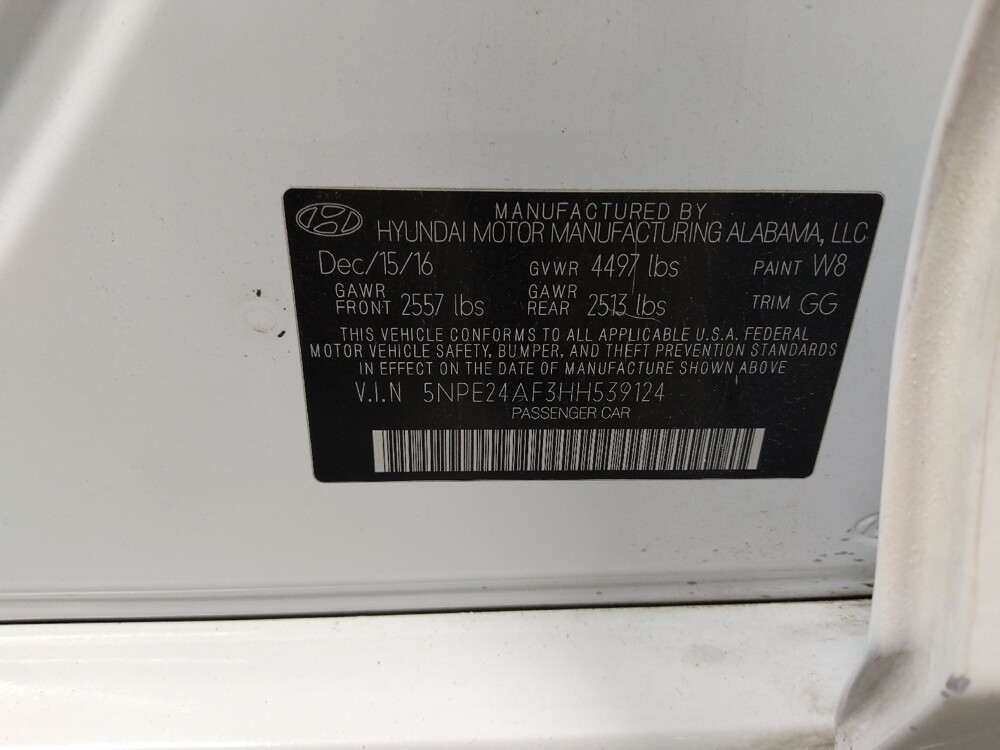 MANUFACTURED BY
HYUNDAI MOTOR MANUFACTURING ALABAMA, LLC
Dec/15/16 GVWR 4497 lbs PAINT W8
GAWR FRONT 2557 lbs GAWR REAR 2513 lbs TRIM GG
THIS VEHICLE CONFORMS TO ALL APPLICABLE U.S.A. FEDERAL
MOTOR VEHICLE SAFETY, BUMPER, AND THEFT PREVENTION STANDARDS
IN EFFECT ON THE DATE OF MANUFACTURE SHOWN ABOVE
V.I.N 5NPE24AF3HH539124
PASSENGER CAR